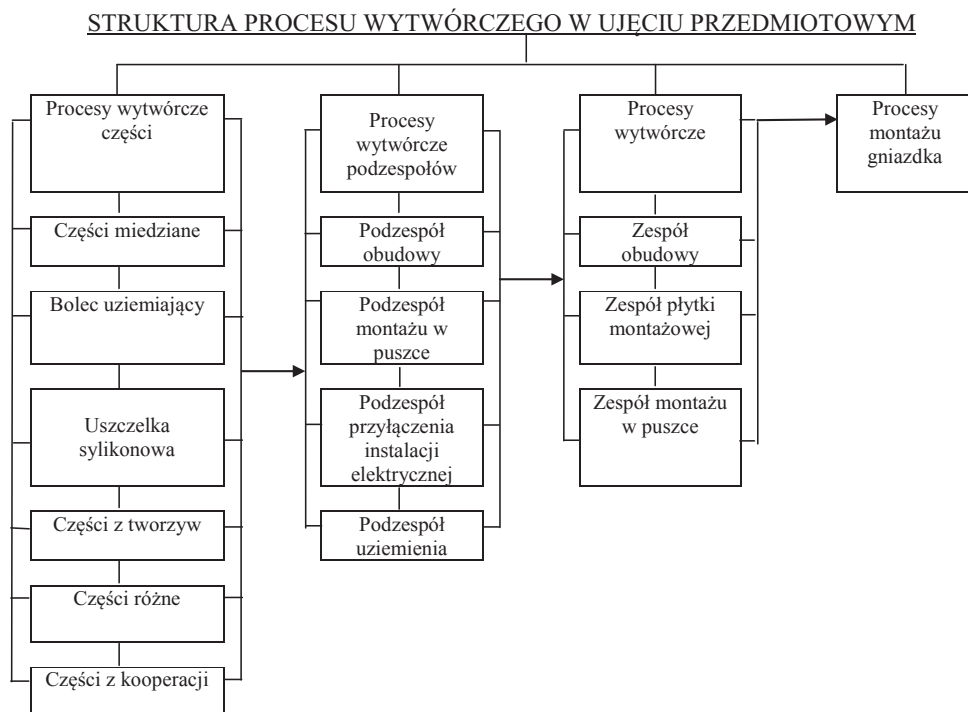 STRUKTURA PROCESU WYTWÓRCZEGO W UJĘCIU PRZEDMIOTOWYM
Procesy wytwórcze
części
Części miedziane
Bolec uziemiający
Uszczelka
sylikonowa
Części z tworzyw
Części różne
Części z kooperacji
Procesy
wytwórcze
podzespołów
Podzespół
obudowy
Podzespół
montażu w
puszce
Podzespół
przyłączenia
instalacji
elektrycznej
Podzespół
uziemienia
Procesy
wytwórcze
Zespół
obudowy
Zespół płytki
montażowej
Zespół montażu
w puszce
Procesy
montażu
gniazdka